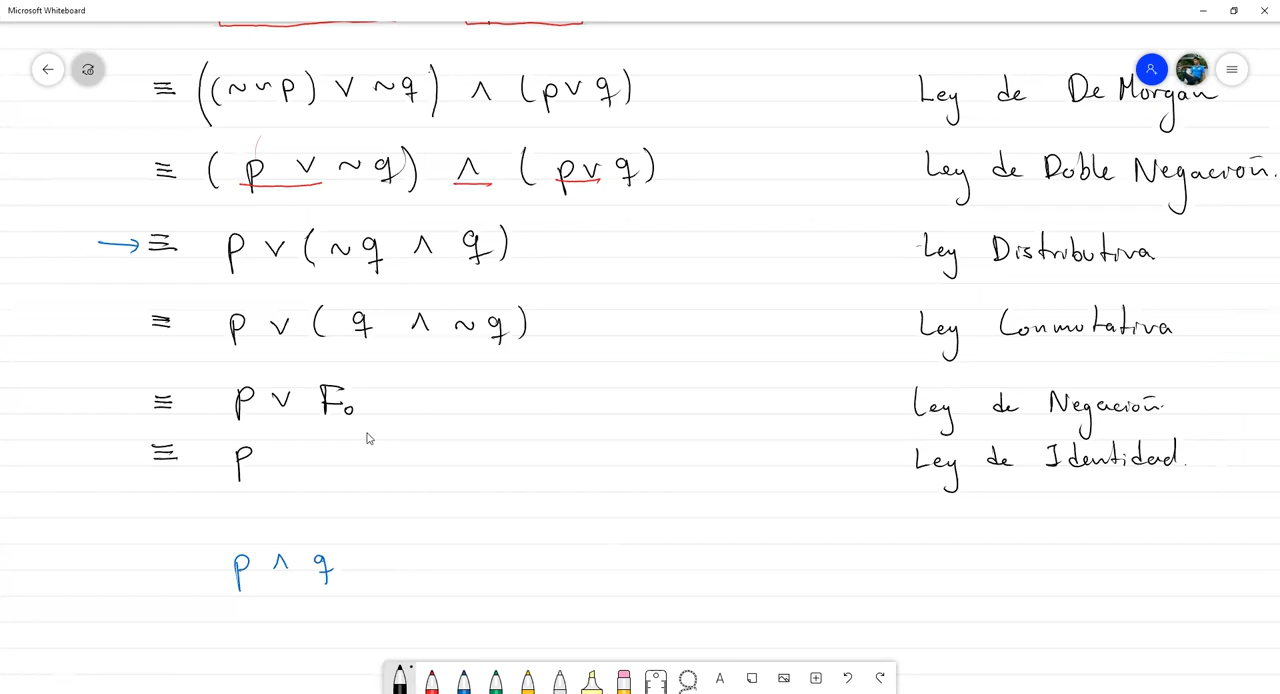 Microsoft Whiteboard
≡ ((~~p) ∨ ~q) ∧ (p∨q) Ley de De Morgan
≡ (p ∨ ~q) ∧ (p∨q) Ley de Doble Negación.
→ ≡ p ∨ (~q ∧ q) Ley Distributiva
≡ p ∨ (q ∧ ~q) Ley Conmutativa
≡ p ∨ F₀ Ley de Negación.
≡ p Ley de Identidad.
p ∧ q
A